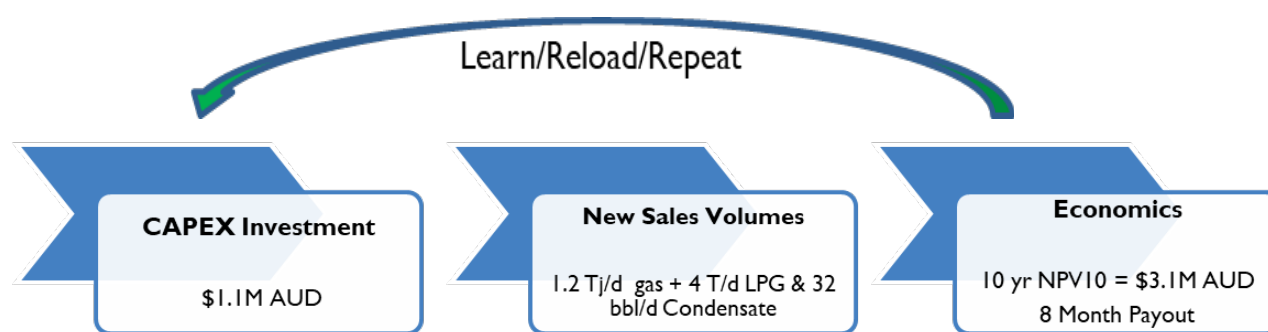 Learn/Reload/Repeat
CAPEX Investment
$1.1M AUD
New Sales Volumes
1.2 Tj/d  gas + 4 T/d LPG & 32
bbl/d Condensate
Economics
10 yr NPV10 = $3.1M AUD
8 Month Payout